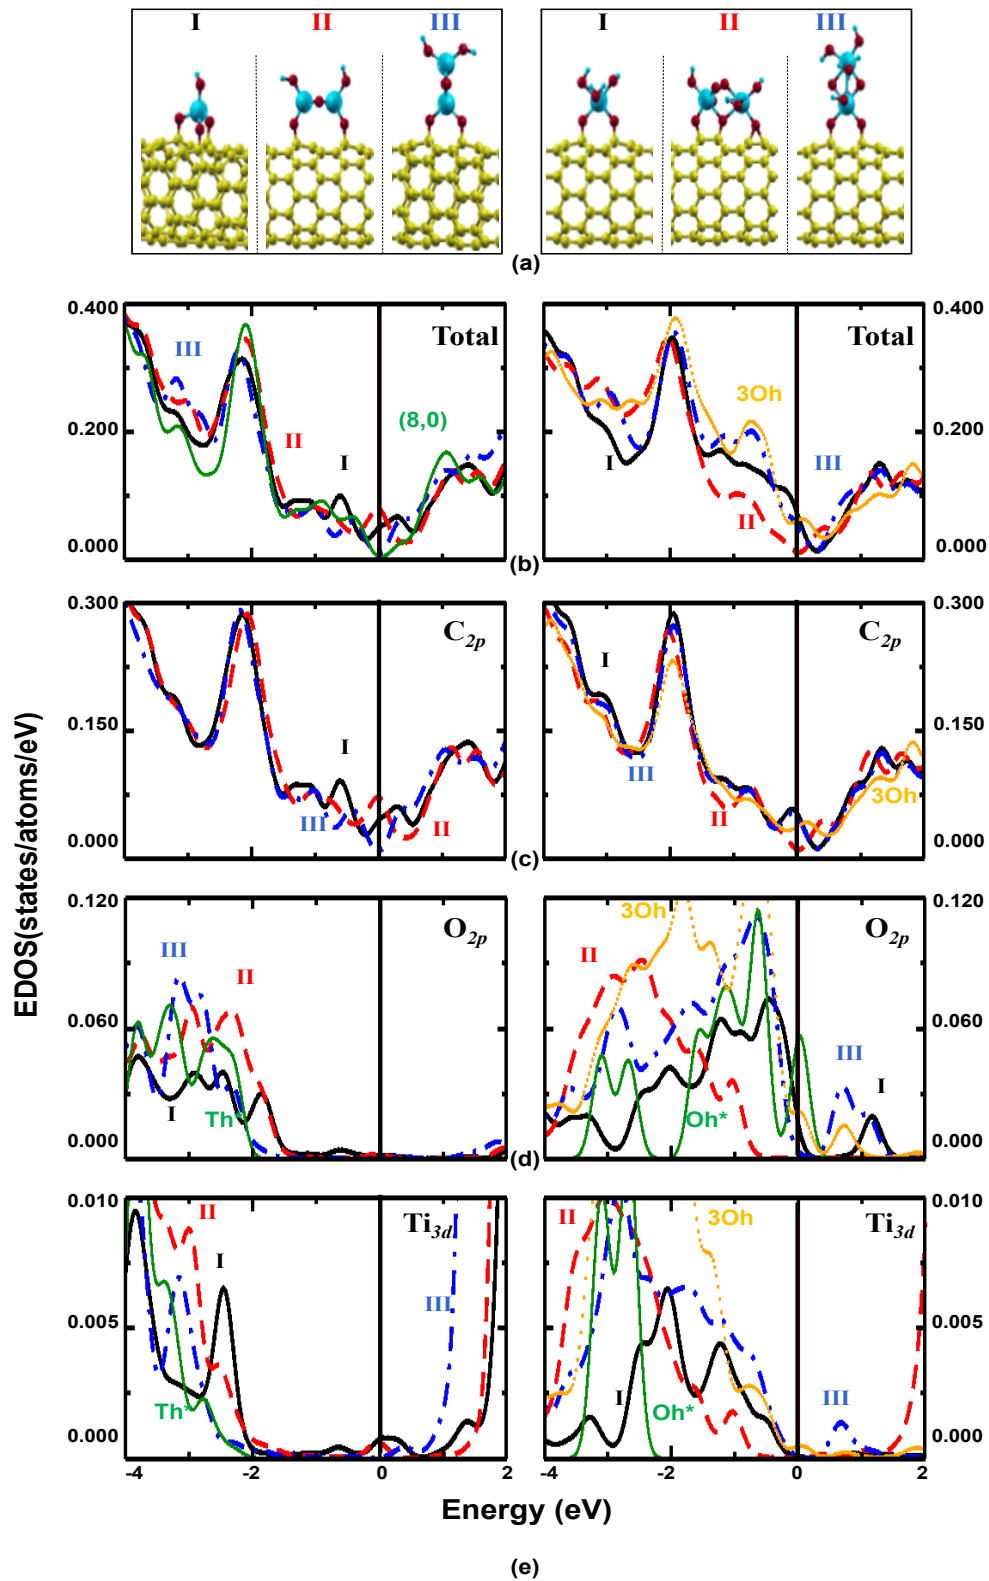 I II III I II III
(a)
0.400 Total Total 0.400
III 3Oh
(8,0)
0.200 II I I III 0.200
II
0.000 0.000
(b)
0.300 C2p C2p 0.300
I
0.150 I III 0.150
III II II 3Oh
0.000 0.000
(c)
EDOS(states/atoms/eV)
0.120 O2p 3Oh O2p 0.120
III II II
0.060 0.060
III I
I Th* Oh*
0.000 0.000
(d)
0.010 Ti3d 3Oh Ti3d 0.010
II I II
III
0.005 0.005
Th* I Oh* III
0.000 0.000
-4 -2 0 2 -4 -2 0 2
Energy (eV)
(e)